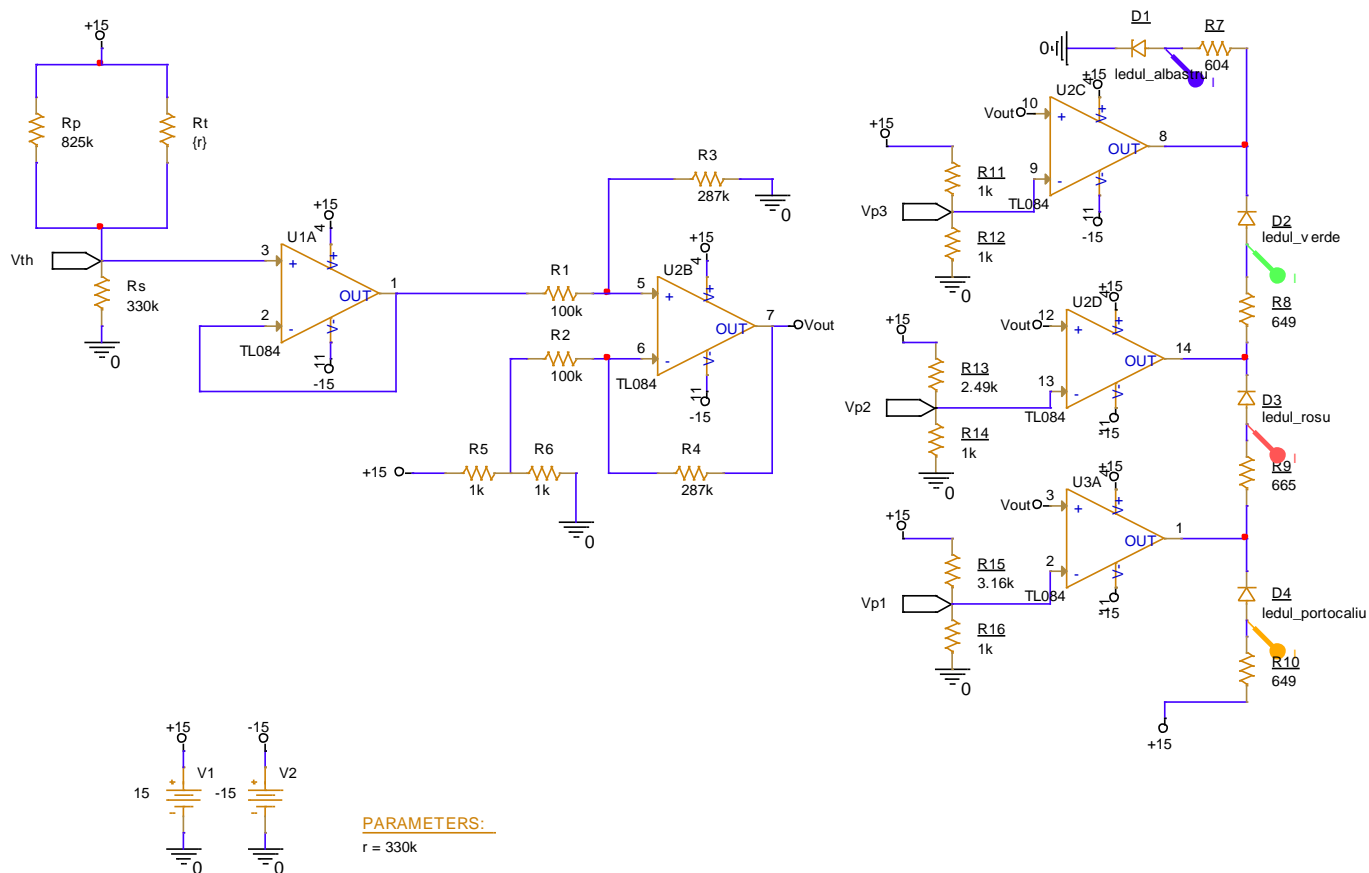 +15
Rp
825k
Rt
{r}
Vth
Rs
330k
0
+15
4
U1A
3
+
V+
1
OUT
2
-
V-
TL084
11
-15
R3
287k
0
R1
100k
R2
100k
+15
4
U2B
5
+
V+
7
Vout
OUT
6
-
V-
TL084
11
-15
+15
R5
1k
R6
1k
0
R4
287k
D1
R7
0
604
ledul_albastru
I
+15
4
U2C
Vout
10
+
V+
8
OUT
9
-
V-
TL084
11
-15
+15
R11
1k
Vp3
R12
1k
0
D2
ledul_verde
I
R8
649
+15
4
U2D
Vout
12
+
V+
14
OUT
13
-
V-
TL084
11
-15
+15
R13
2.49k
Vp2
R14
1k
0
D3
ledul_rosu
I
R9
665
+15
4
U3A
Vout
3
+
V+
1
OUT
2
-
V-
TL084
11
-15
+15
R15
3.16k
Vp1
R16
1k
0
D4
ledul_portocaliu
I
R10
649
+15
+15
V1
15
+
-
0
-15
V2
-15
+
-
0
PARAMETERS:
r = 330k